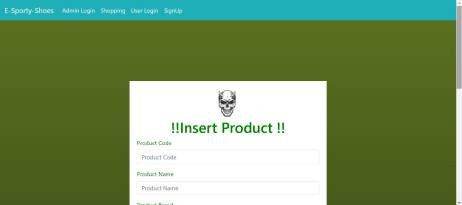 E-Sporty-Shoes Admin Login Shopping User Login SignUp
!!Insert Product !!
Product Code
Product Code
Product Name
Product Name